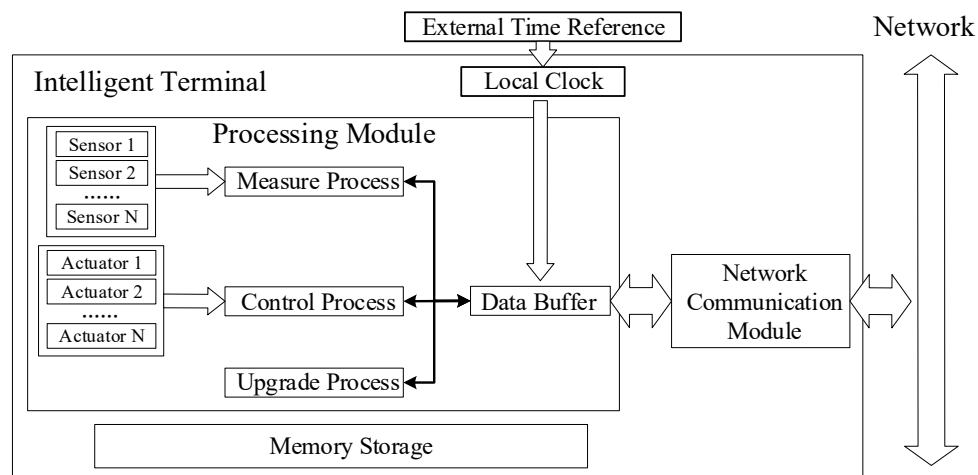 External Time Reference
Network
Intelligent Terminal
Local Clock
Processing Module
Sensor 1
Sensor 2
......
Sensor N
Measure Process
Actuator 1
Actuator 2
......
Actuator N
Control Process
Data Buffer
Network
Communication
Module
Upgrade Process
Memory Storage